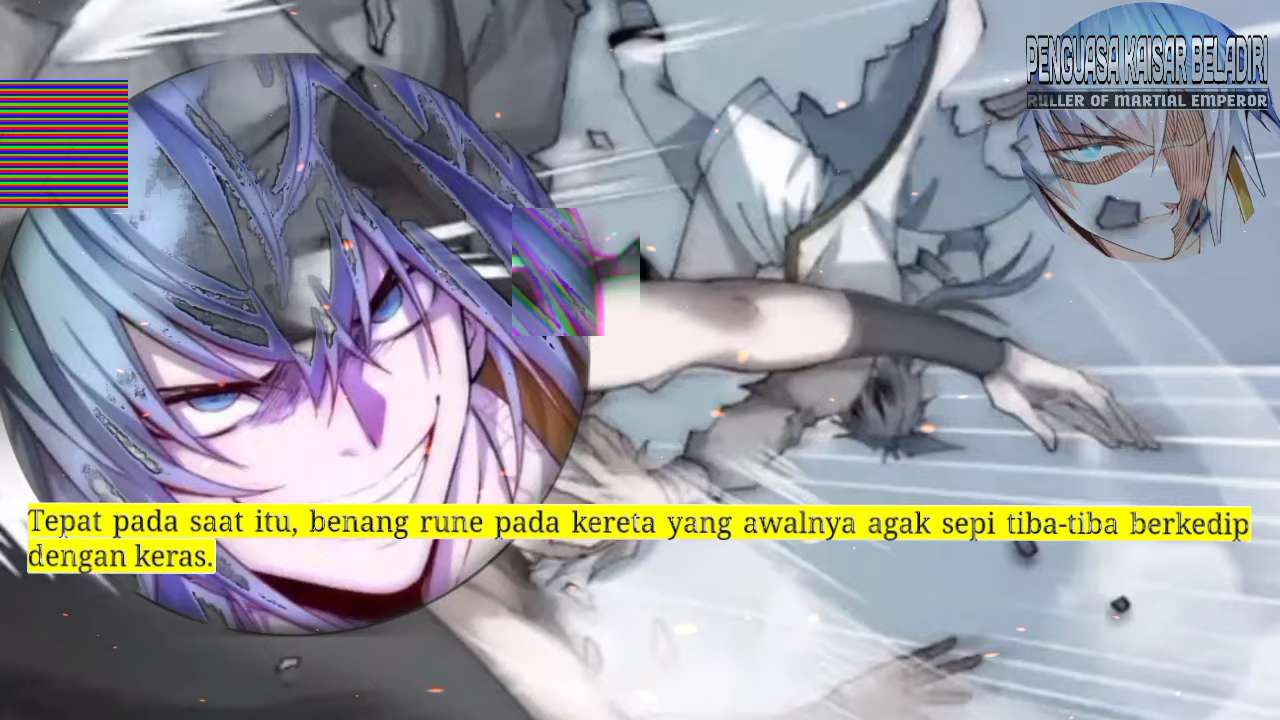 PENGUASA KAISAR BELADIRI
RULLER OF MARTIAL EMPEROR
Tepat pada saat itu, benang rune pada kereta yang awalnya agak sepi tiba-tiba berkedip
dengan keras.